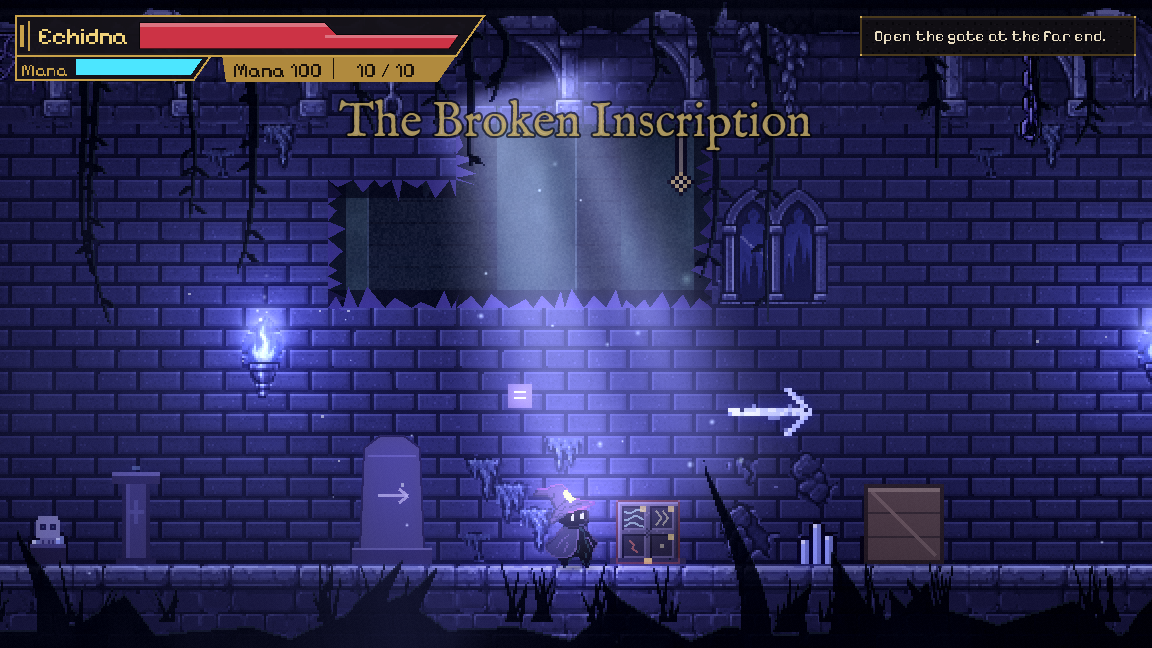 Echidna
Mana
Mana 100
10 / 10
Open the gate at the far end.
The Broken Inscription
=